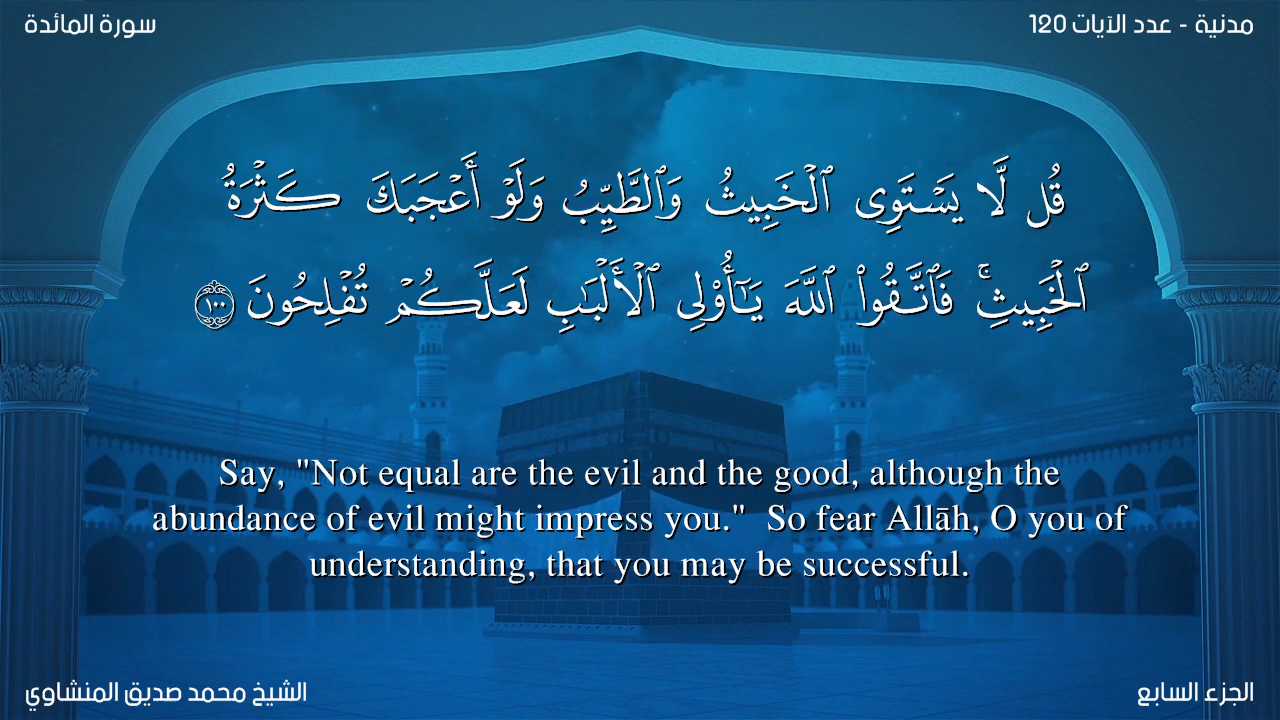 سورة المائدة
مدنية - عدد الآيات 120
قُل لَّا يَسْتَوِى ٱلْخَبِيثُ وَٱلطَّيِّبُ وَلَوْ أَعْجَبَكَ كَثْرَةُ
ٱلْخَبِيثِ ۚ فَٱتَّقُوا۟ ٱللَّهَ يَـٰٓأُو۟لِى ٱلْأَلْبَـٰبِ لَعَلَّكُمْ تُفْلِحُونَ ١٠٠
Say, "Not equal are the evil and the good, although the
abundance of evil might impress you."  So fear Allāh, O you of
understanding, that you may be successful.
الشيخ محمد صديق المنشاوي
الجزء السابع